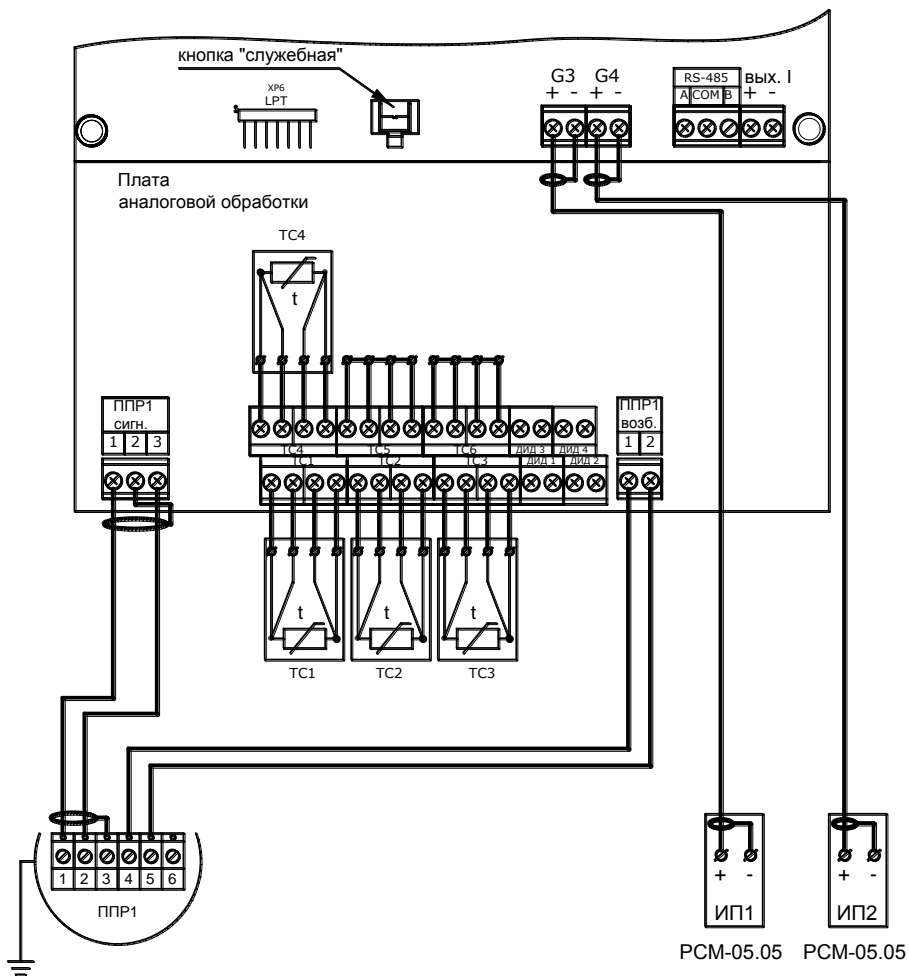 кнопка "служебная"
XP6
LPT
G3 G4
+ - + -
RS-485 вых. I
A COM B + -
Плата
аналоговой обработки
TC4
t
ППР1
сигн.
1 2 3
ППР1
возб.
1 2
TC4 TC5 TC6 ДИД 3 ДИД 4
TC1 TC2 TC3 ДИД 1 ДИД 2
t t t
TC1 TC2 TC3
1 2 3 4 5 6
ППР1
+ - + -
ИП1 ИП2
РСМ-05.05 РСМ-05.05